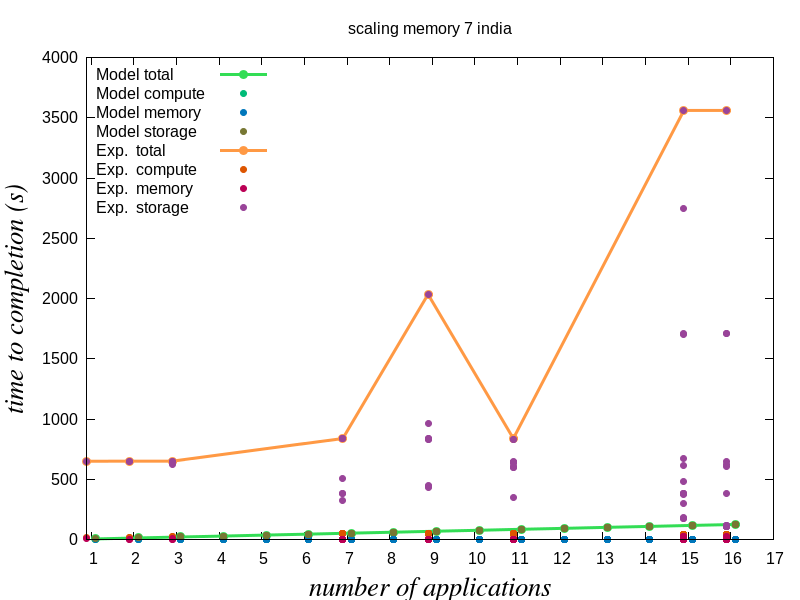 scaling memory 7 india
4000
3500
3000
2500
2000
1500
1000
500
0
Model total
Model compute
Model memory
Model storage
Exp. total
Exp. compute
Exp. memory
Exp. storage
time to completion (s)
1 2 3 4 5 6 7 8 9 10 11 12 13 14 15 16 17
number of applications